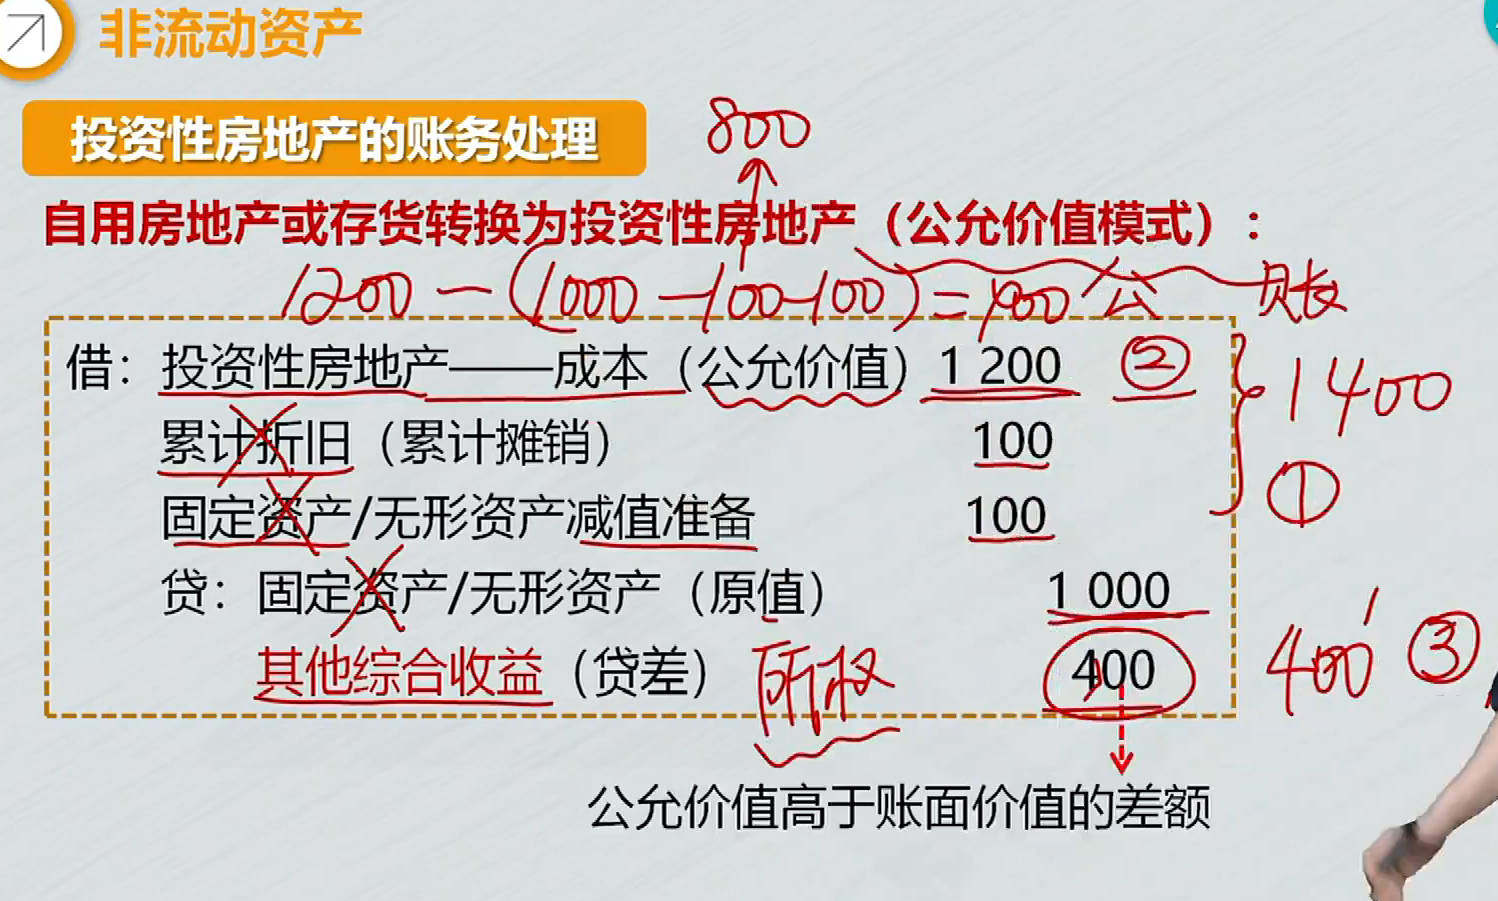 非流动资产
投资性房地产的账务处理
800
自用房地产或存货转换为投资性房地产（公允价值模式）：
1200-(1000-100-100)=400 公 账
借：投资性房地产——成本（公允价值） 1 200 ②
1400
累计折旧（累计摊销） 100
固定资产/无形资产减值准备 100 ①
贷：固定资产/无形资产（原值） 1 000
其他综合收益（贷差） 所权 400 400 ③
公允价值高于账面价值的差额